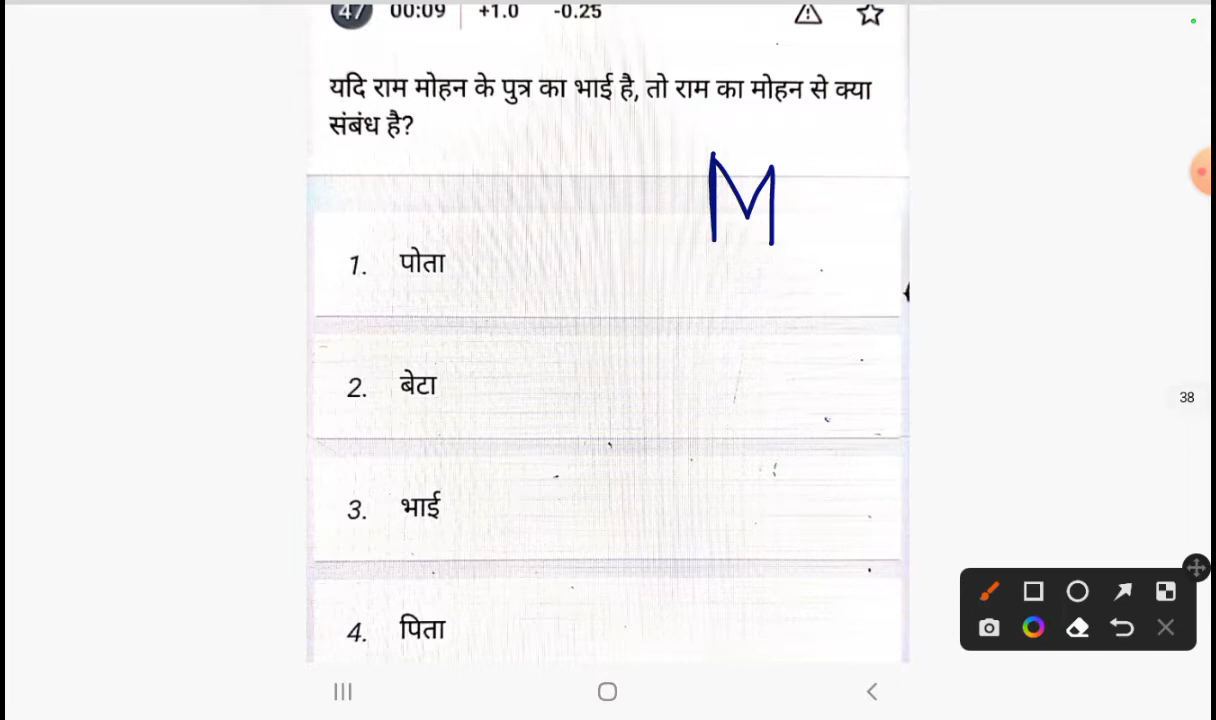 47 00:09 +1.0 -0.25
यदि राम मोहन के पुत्र का भाई है, तो राम का मोहन से क्या
संबंध है?
M
1. पोता
2. बेटा
38
3. भाई
4. पिता